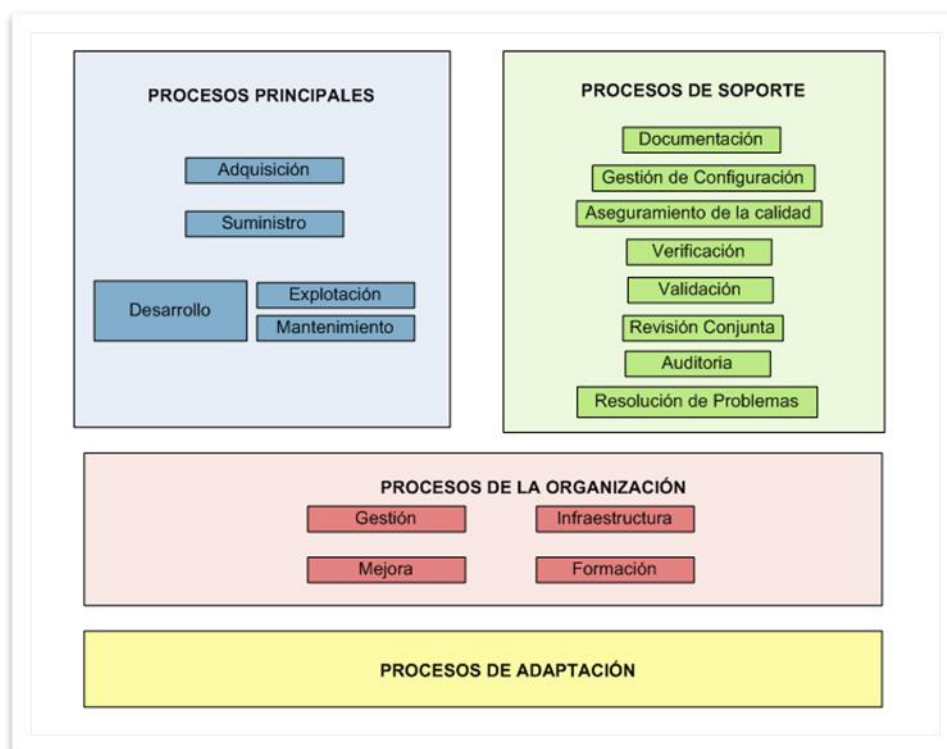 PROCESOS PRINCIPALES
Adquisición
Suministro
Desarrollo
Explotación
Mantenimiento
PROCESOS DE SOPORTE
Documentación
Gestión de Configuración
Aseguramiento de la calidad
Verificación
Validación
Revisión Conjunta
Auditoria
Resolución de Problemas
PROCESOS DE LA ORGANIZACIÓN
Gestión
Infraestructura
Mejora
Formación
PROCESOS DE ADAPTACIÓN